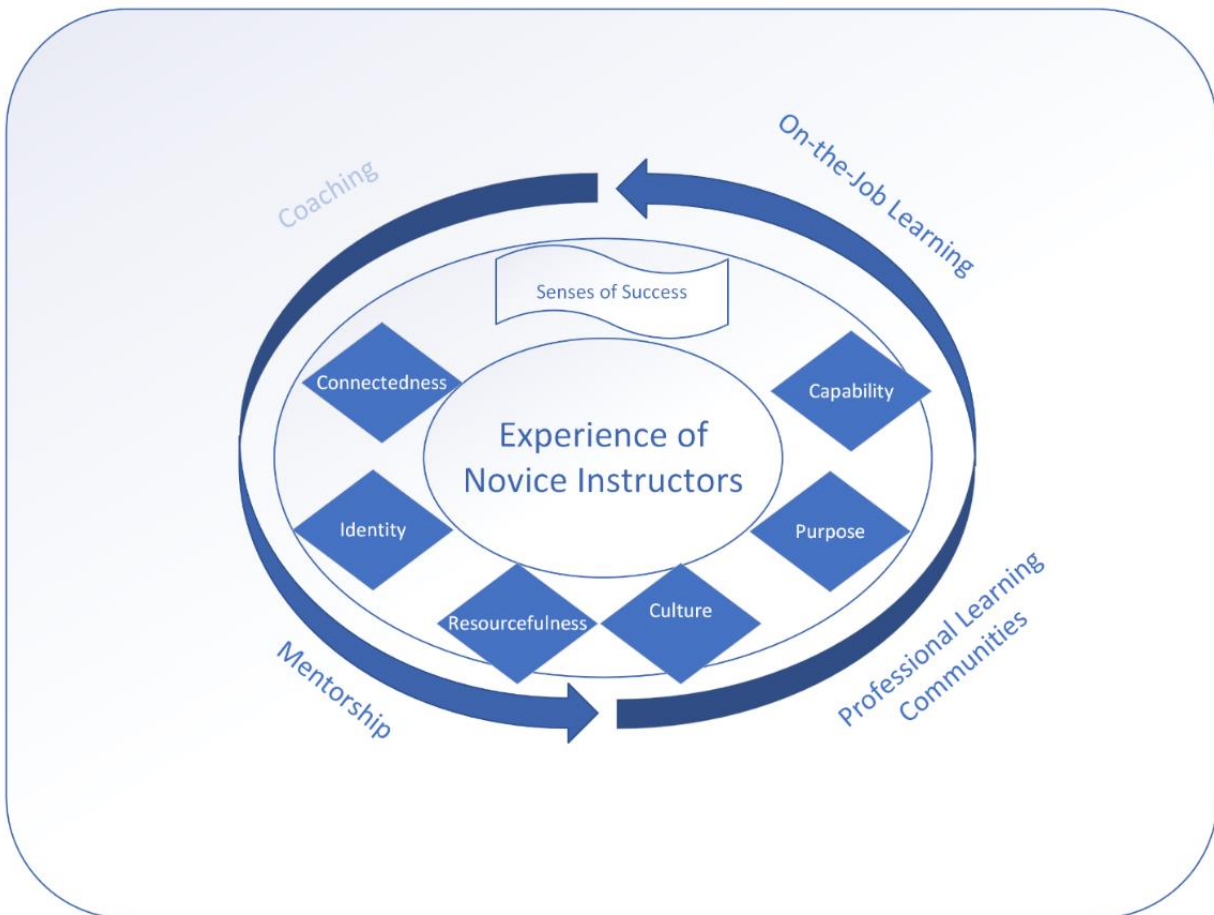 Coaching
On-the-Job Learning
Senses of Success
Connectedness
Capability
Experience of
Novice Instructors
Identity
Purpose
Resourcefulness
Culture
Mentorship
Professional Learning
Communities